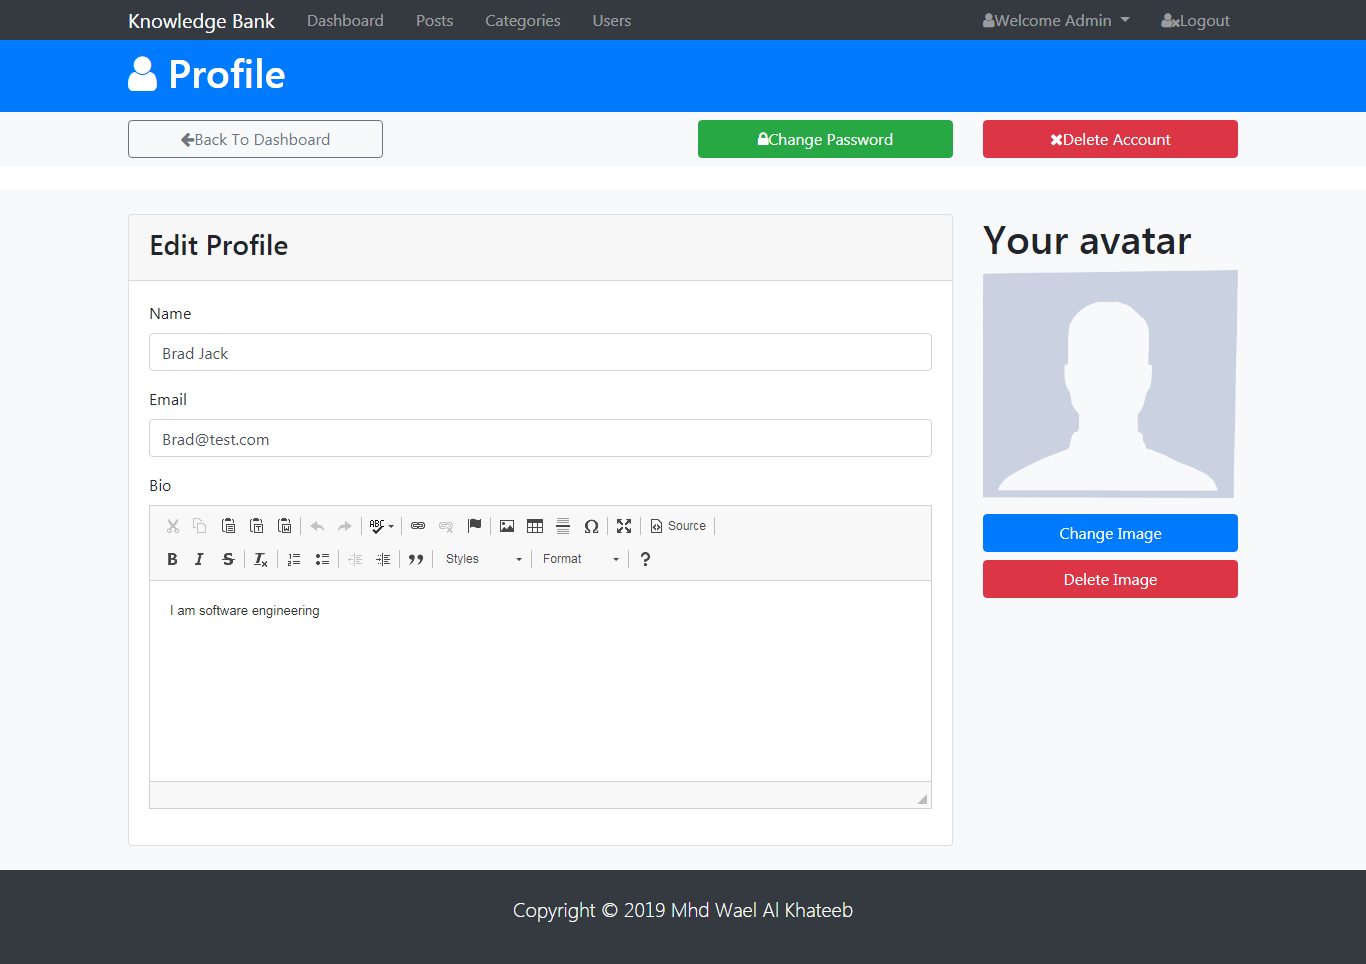 Knowledge Bank Dashboard Posts Categories Users Welcome Admin Logout
Profile
Back To Dashboard Change Password Delete Account
Edit Profile
Your avatar
Name
Brad Jack
Email
Brad@test.com
Bio
ABC Source
B I S Tx Styles Format ?
I am software engineering
Change Image
Delete Image
Copyright © 2019 Mhd Wael Al Khateeb